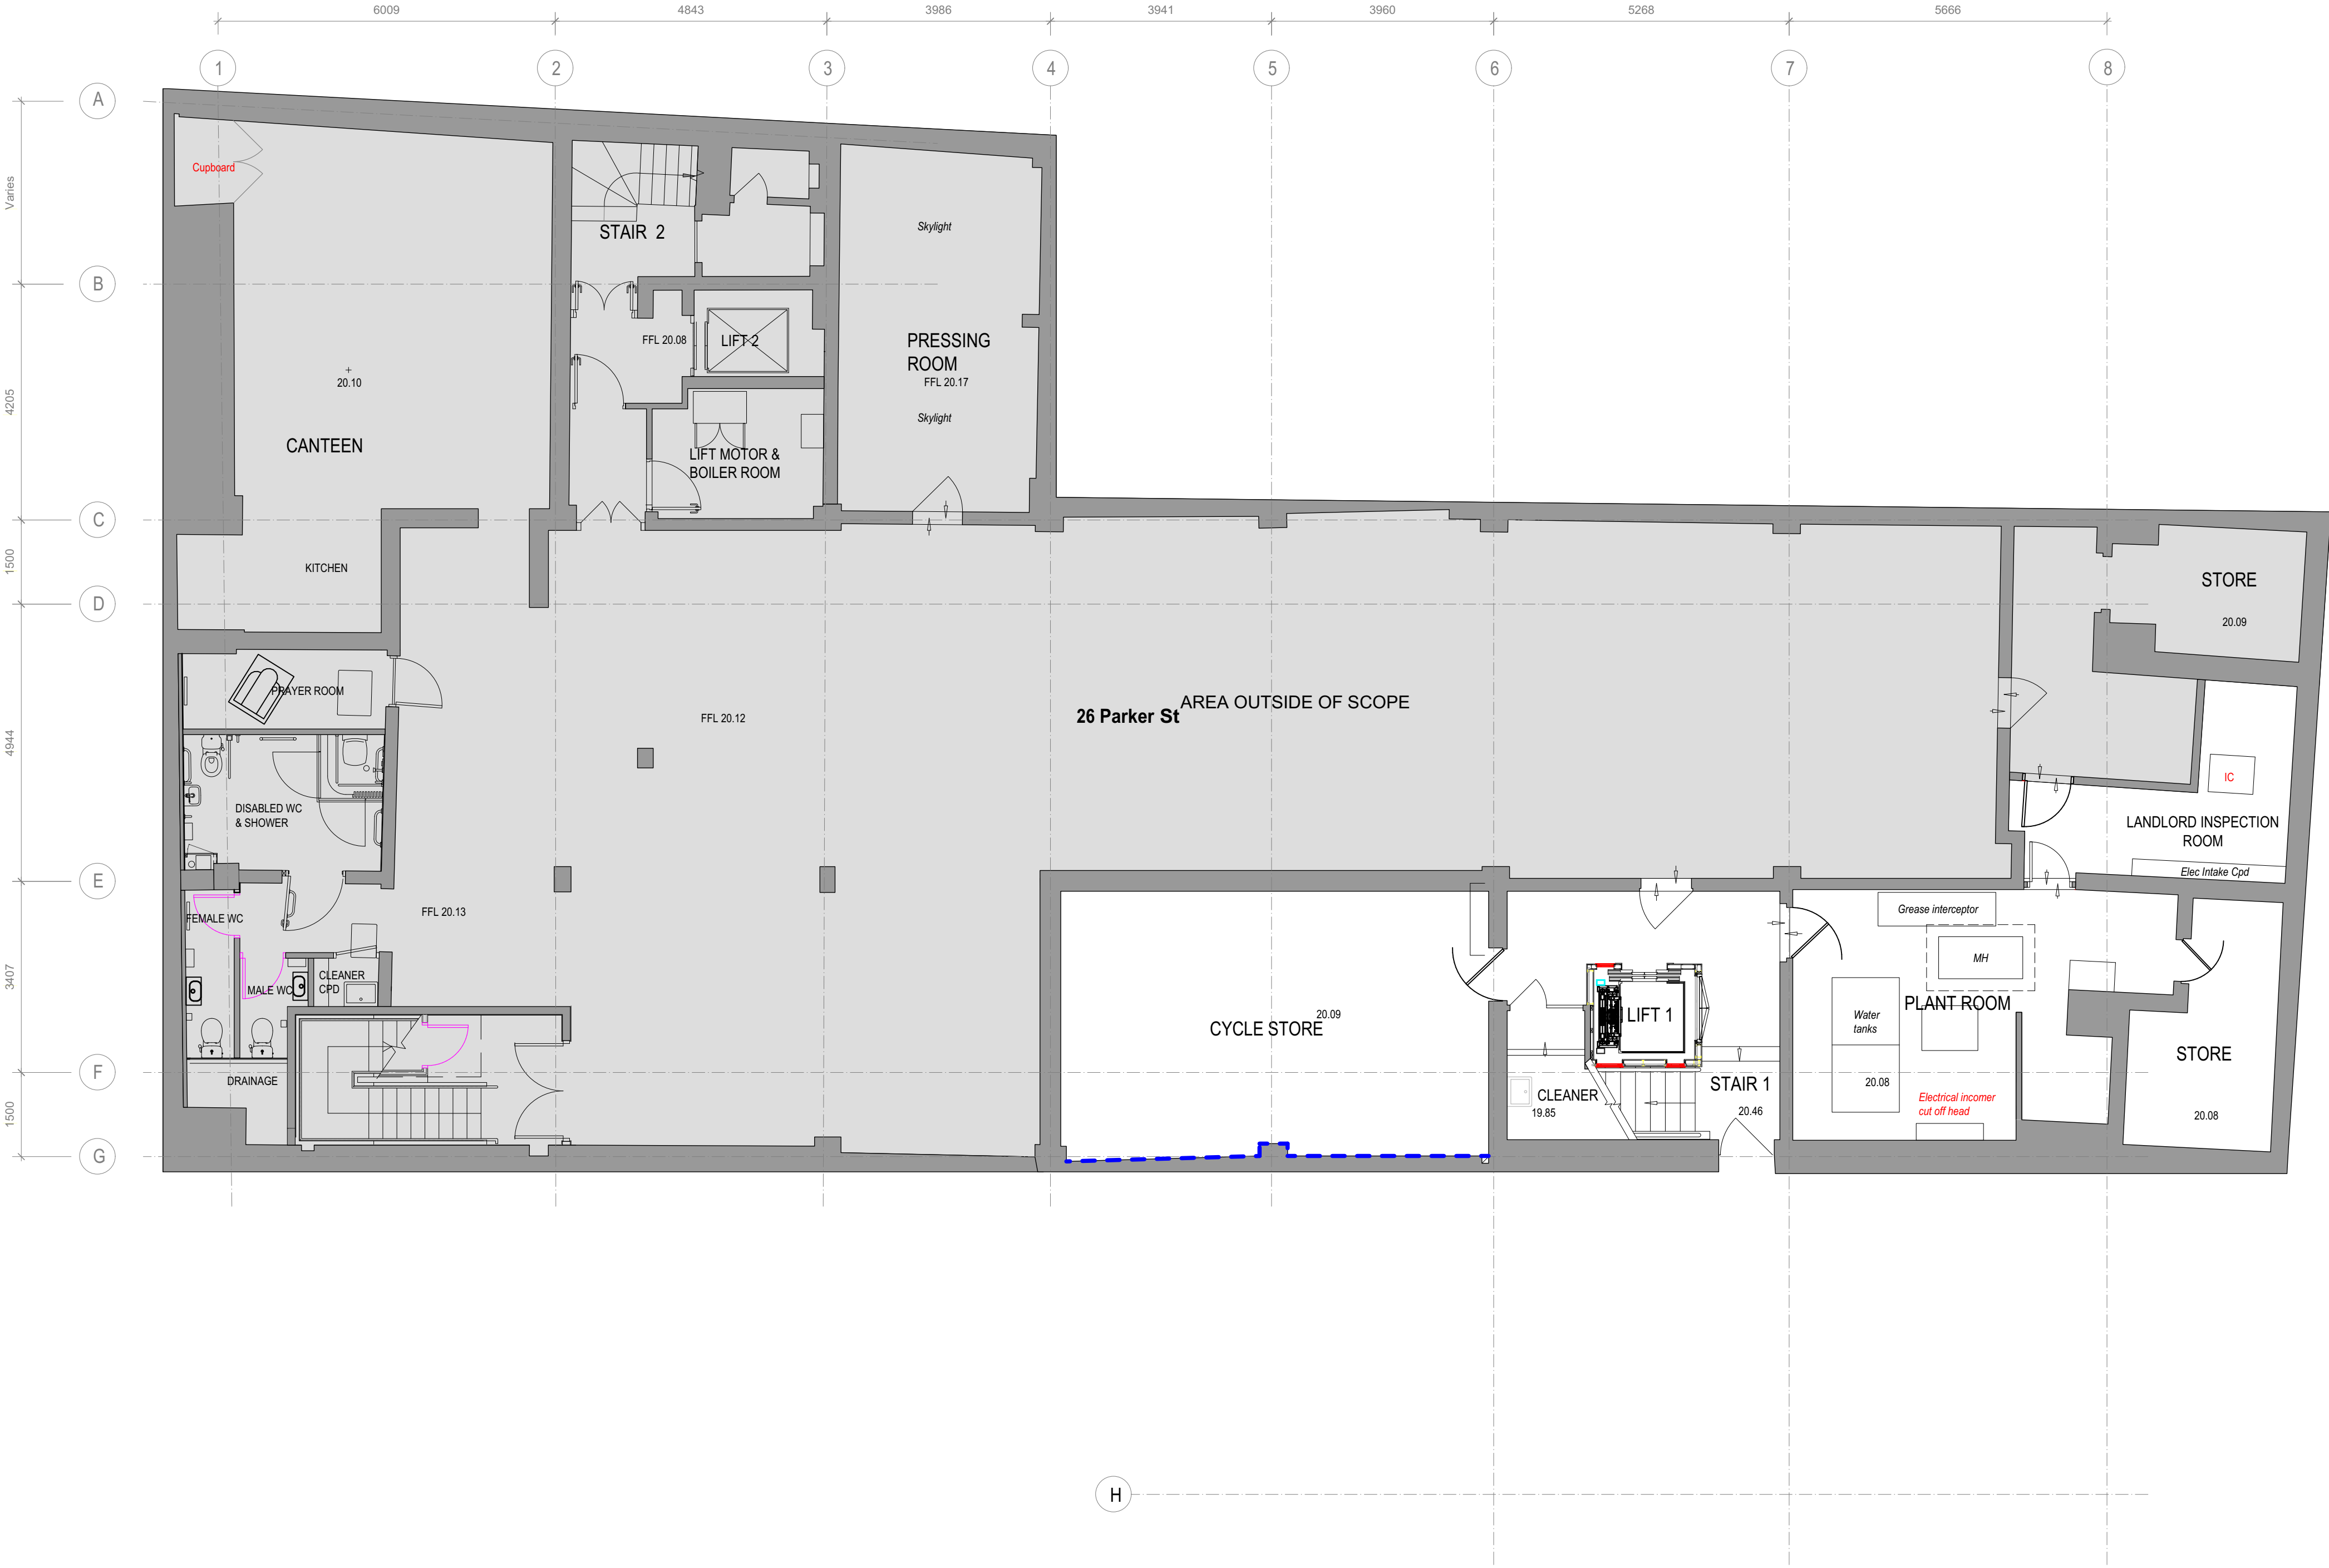 6009
4843
3986
3941
3960
5268
5666
1
2
3
4
5
6
7
8
A
Varies
Cupboard
Skylight
STAIR 2
B
FFL 20.08
LIFT 2
PRESSING
ROOM
FFL 20.17
20.10
4205
Skylight
CANTEEN
LIFT MOTOR &
BOILER ROOM
C
1500
KITCHEN
STORE
D
20.09
PRAYER ROOM
FFL 20.12
26 Parker St
AREA OUTSIDE OF SCOPE
4944
IC
DISABLED WC
& SHOWER
LANDLORD INSPECTION
ROOM
E
Elec Intake Cpd
FEMALE WC
FFL 20.13
Grease interceptor
MH
3407
CLEANER
CPD
MALE WC
PLANT ROOM
CYCLE STORE
20.09
LIFT 1
Water
tanks
STORE
F
DRAINAGE
STAIR 1
20.08
CLEANER
19.85
20.46
Electrical incomer
cut off head
20.08
1500
G
H